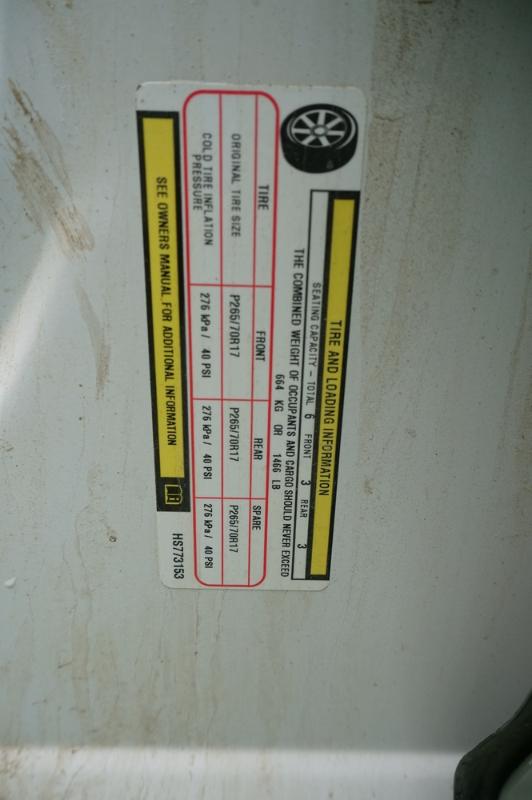 TIRE AND LOADING INFORMATION
SEATING CAPACITY – TOTAL 6 FRONT 3 REAR 3
THE COMBINED WEIGHT OF OCCUPANTS AND CARGO SHOULD NEVER EXCEED
664 KG OR 1466 LB
TIRE FRONT REAR SPARE
ORIGINAL TIRE SIZE P265/70R17 P265/70R17 P265/70R17
COLD TIRE INFLATION PRESSURE 276 kPa / 40 PSI 276 kPa / 40 PSI 276 kPa / 40 PSI
SEE OWNERS MANUAL FOR ADDITIONAL INFORMATION
HS773153